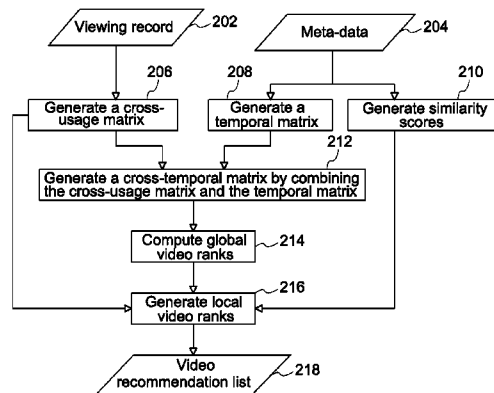 Viewing record
202
Meta-data
204
206
208
210
Generate a cross-
usage matrix
Generate a
temporal matrix
Generate similarity
scores
212
Generate a cross-temporal matrix by combining
the cross-usage matrix and the temporal matrix
Compute global
video ranks
214
216
Generate local
video ranks
Video
recommendation list
218